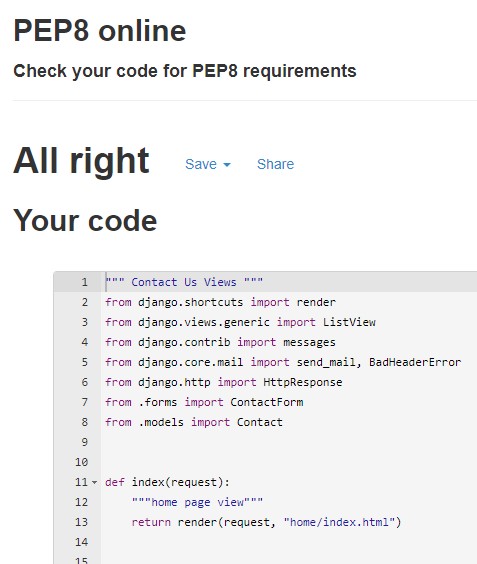 PEP8 online
Check your code for PEP8 requirements
All right Save Share
Your code
1 """ Contact Us Views """
2 from django.shortcuts import render
3 from django.views.generic import ListView
4 from django.contrib import messages
5 from django.core.mail import send_mail, BadHeaderError
6 from django.http import HttpResponse
7 from .forms import ContactForm
8 from .models import Contact
9
10
11 def index(request):
12     """home page view"""
13     return render(request, "home/index.html")
14
15